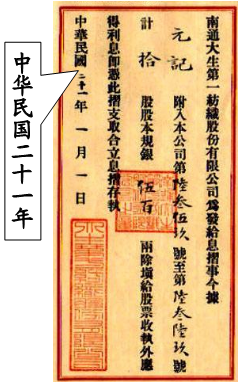 南通大生第一紡織股份有限公司爲發給息摺事今據
元記 附入本公司第陸叁伍玖號至第陸叁陸玖號
計 拾 股股本規銀 伍百 兩除塡給股票收執外應
得利息即憑此摺支取合立息摺存執
中華民國二十一年 一月 一日
中华民国二十一年